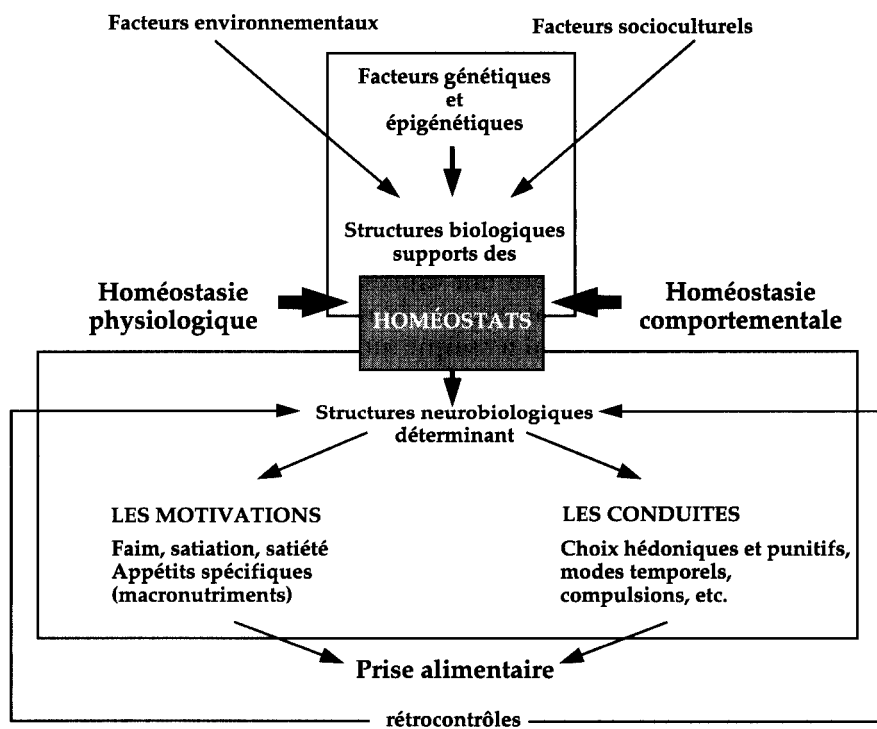 Facteurs environnementaux
Facteurs socioculturels
Facteurs génétiques
et
épigénétiques
Structures biologiques
supports des
Homéostasie
physiologique
HOMÉOSTATS
Homéostasie
comportementale
Structures neurobiologiques
déterminant
LES MOTIVATIONS
Faim, satiation, satiété
Appétits spécifiques
(macronutriments)
LES CONDUITES
Choix hédoniques et punitifs,
modes temporels,
compulsions, etc.
Prise alimentaire
rétrocontrôles